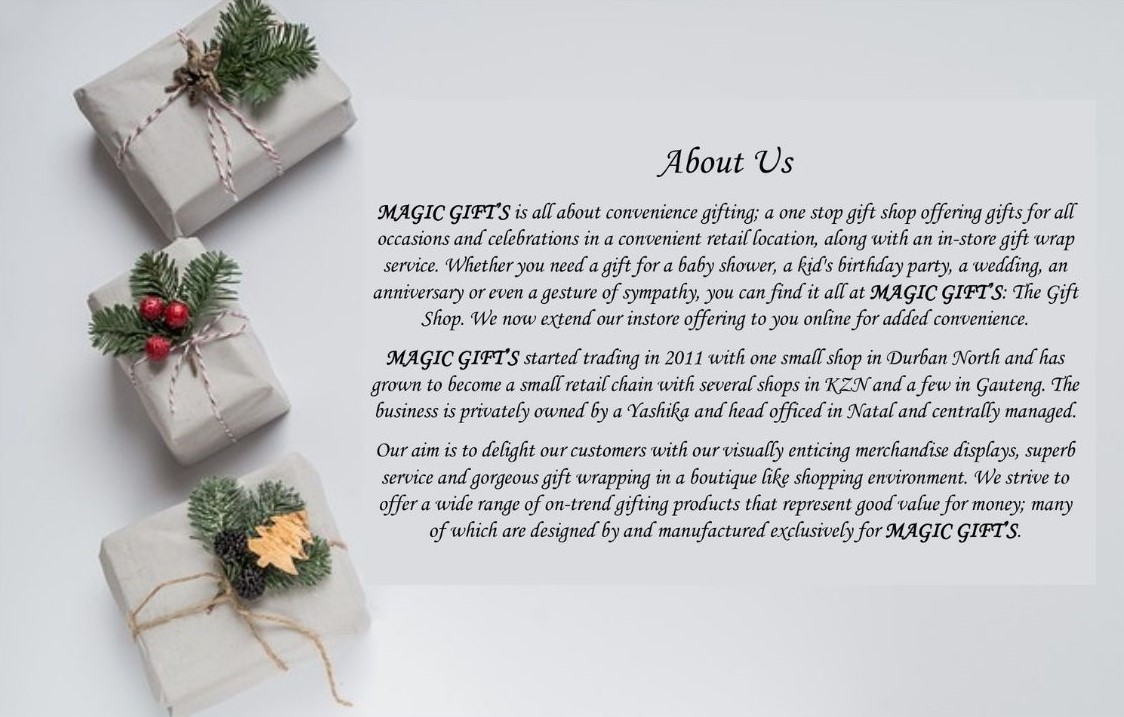 About Us
MAGIC GIFT'S is all about convenience gifting; a one stop gift shop offering gifts for all
occasions and celebrations in a convenient retail location, along with an in-store gift wrap
service. Whether you need a gift for a baby shower, a kid's birthday party, a wedding, an
anniversary or even a gesture of sympathy, you can find it all at MAGIC GIFT'S: The Gift
Shop. We now extend our instore offering to you online for added convenience.
MAGIC GIFT'S started trading in 2011 with one small shop in Durban North and has
grown to become a small retail chain with several shops in KZN and a few in Gauteng. The
business is privately owned by a Yashika and head officed in Natal and centrally managed.
Our aim is to delight our customers with our visually enticing merchandise displays, superb
service and gorgeous gift wrapping in a boutique like shopping environment. We strive to
offer a wide range of on-trend gifting products that represent good value for money; many
of which are designed by and manufactured exclusively for MAGIC GIFT'S.